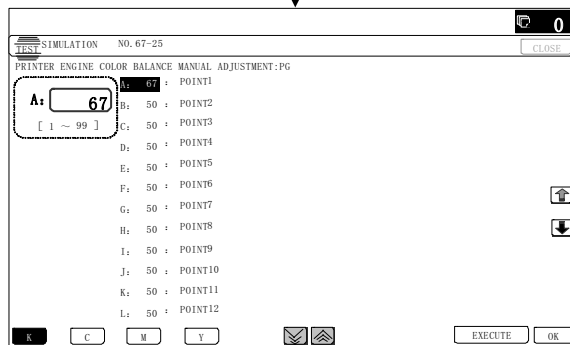 0
TEST SIMULATION NO.67-25
CLOSE
PRINTER ENGINE COLOR BALANCE MANUAL ADJUSTMENT:PG
A: 67
[ 1 ~ 99 ]
A: 67 : POINT1
B: 50 : POINT2
C: 50 : POINT3
D: 50 : POINT4
E: 50 : POINT5
F: 50 : POINT6
G: 50 : POINT7
H: 50 : POINT8
I: 50 : POINT9
J: 50 : POINT10
K: 50 : POINT11
L: 50 : POINT12
K C M Y EXECUTE OK